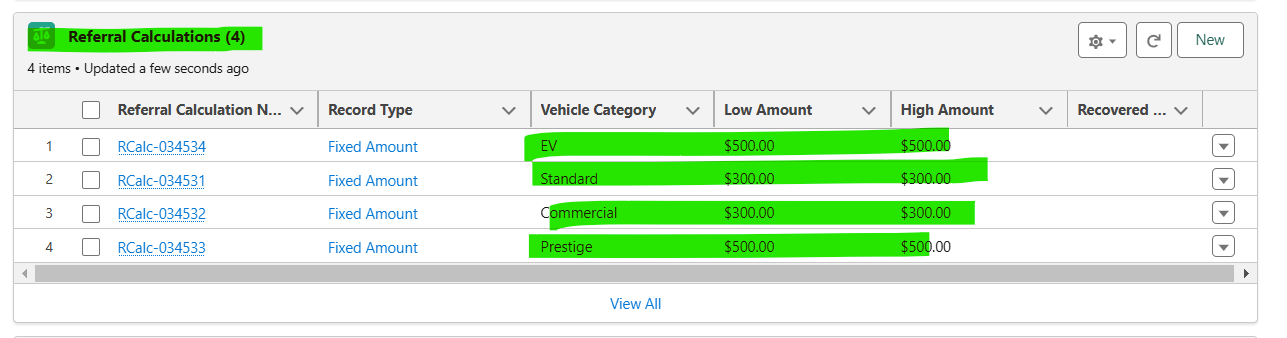 Referral Calculations (4)
4 items • Updated a few seconds ago
New
Referral Calculation N... Record Type Vehicle Category Low Amount High Amount Recovered ...
1 RCalc-034534 Fixed Amount EV $500.00 $500.00
2 RCalc-034531 Fixed Amount Standard $300.00 $300.00
3 RCalc-034532 Fixed Amount Commercial $300.00 $300.00
4 RCalc-034533 Fixed Amount Prestige $500.00 $500.00
View All